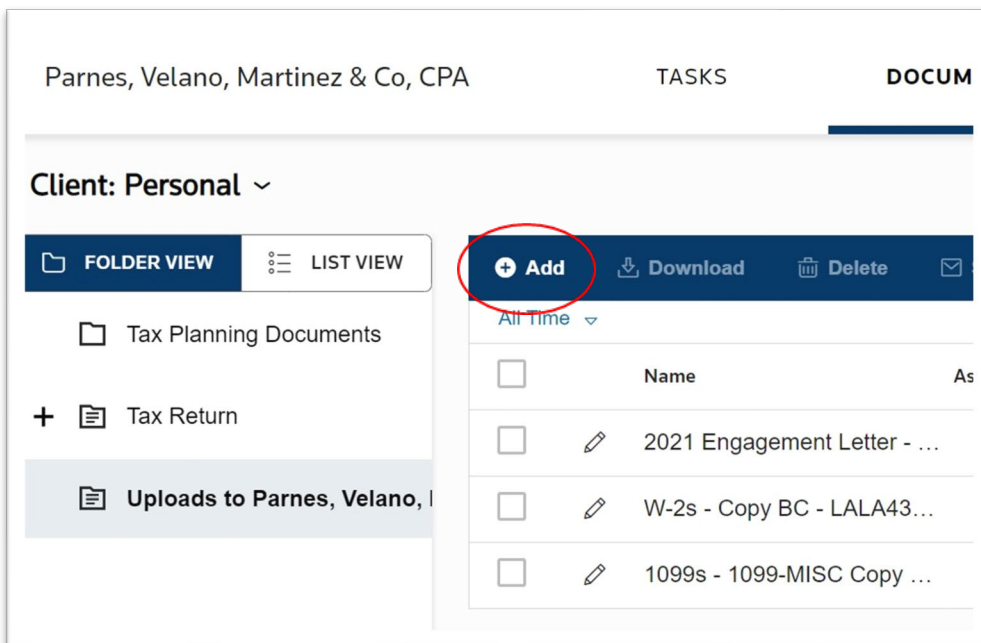 Parnes, Velano, Martinez & Co, CPA TASKS DOCUM
Client: Personal
FOLDER VIEW LIST VIEW Add Download Delete
All Time
Tax Planning Documents
Name As
Tax Return
2021 Engagement Letter - ...
Uploads to Parnes, Velano,
W-2s - Copy BC - LALA43...
1099s - 1099-MISC Copy ...